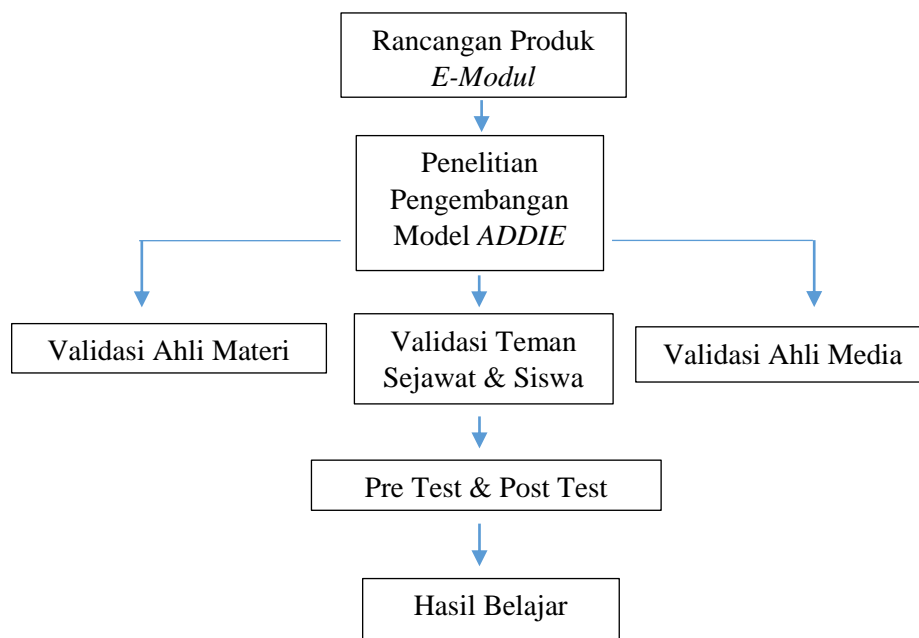 Rancangan Produk
E-Modul
Penelitian
Pengembangan
Model ADDIE
Validasi Ahli Materi
Validasi Teman
Sejawat & Siswa
Validasi Ahli Media
Pre Test & Post Test
Hasil Belajar